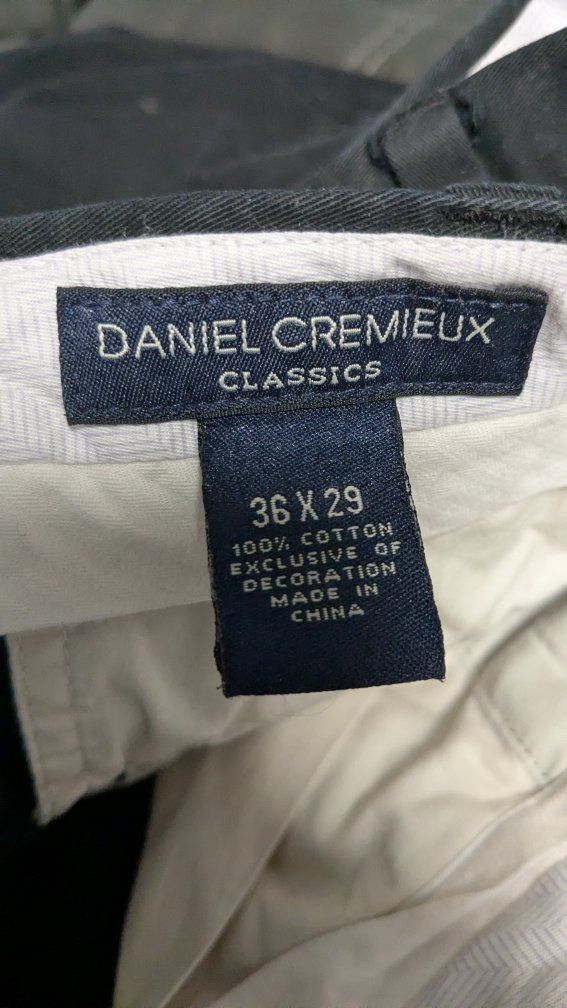 DANIEL CREMIEUX
CLASSICS
36 X 29
100% COTTON
EXCLUSIVE OF
DECORATION
MADE IN
CHINA